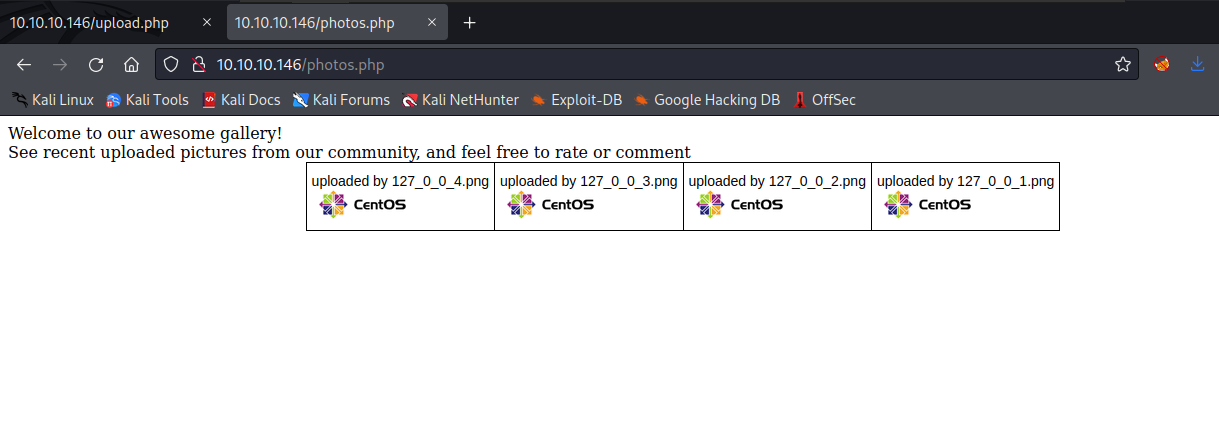 10.10.10.146/upload.php
10.10.10.146/photos.php
10.10.10.146/photos.php
Kali Linux
Kali Tools
Kali Docs
Kali Forums
Kali NetHunter
Exploit-DB
Google Hacking DB
OffSec
Welcome to our awesome gallery!
See recent uploaded pictures from our community, and feel free to rate or comment
uploaded by 127_0_0_4.png
CentOS
uploaded by 127_0_0_3.png
CentOS
uploaded by 127_0_0_2.png
CentOS
uploaded by 127_0_0_1.png
CentOS